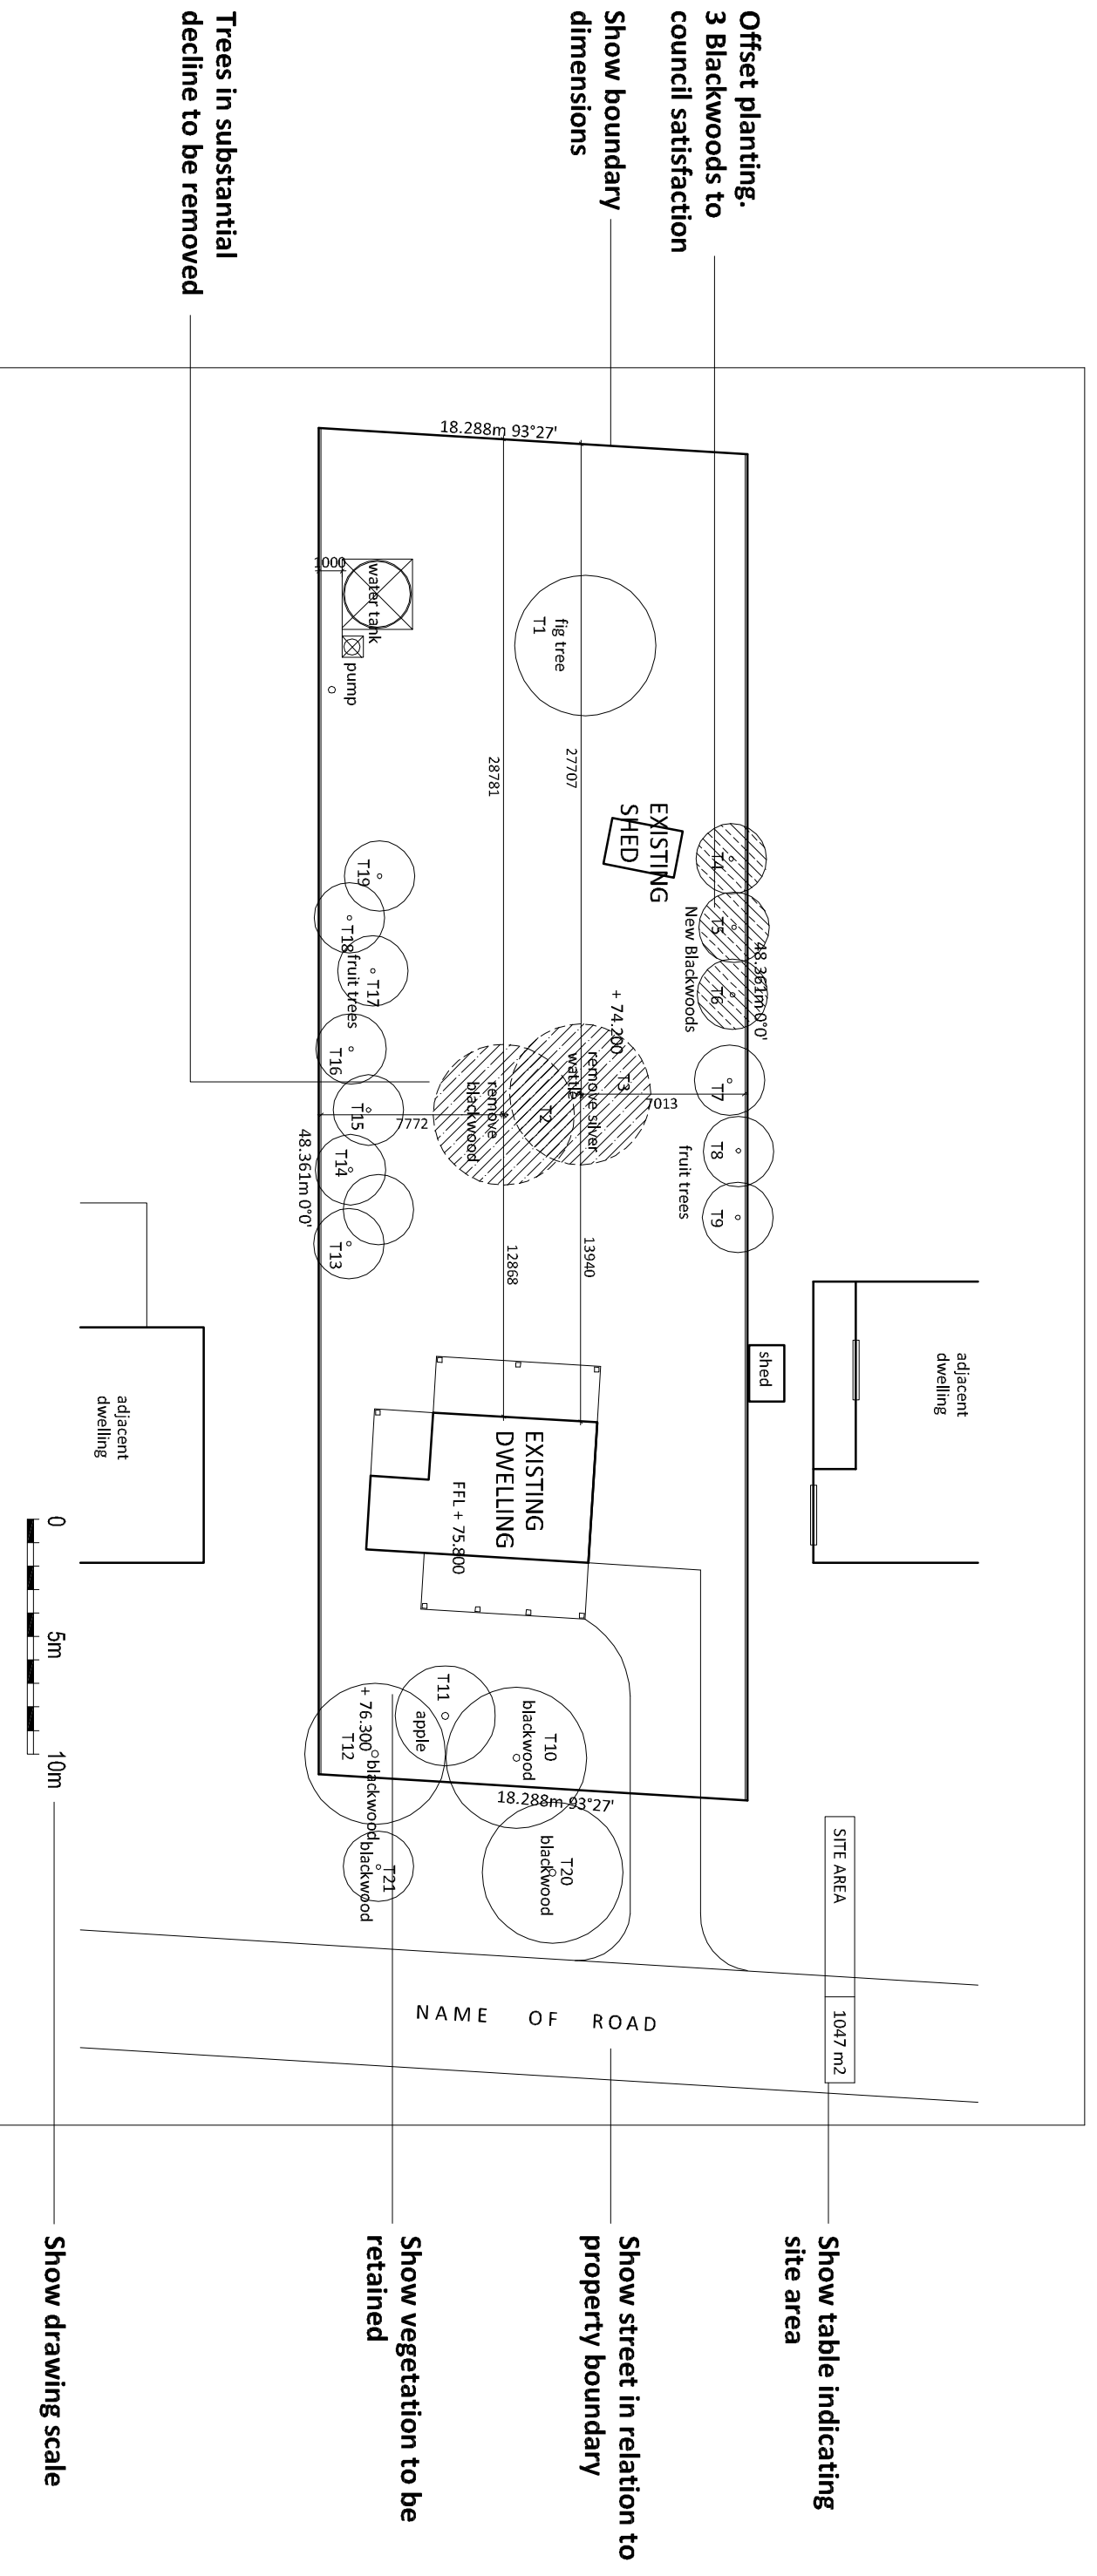 Offset planting.
3 Blackwoods to
council satisfaction
Show boundary
dimensions
Trees in substantial
decline to be removed
18.288m 93°27'
1000
water tank
pump
fig tree
T1
28781
27707
EXISTING
SHED
T4
T5
T6
New Blackwoods
48.361m 0°0'
T19
T18
fruit trees
T17
T16
T15
T14
T13
48.361m 0°0'
+ 74.200
T3
remove silver
wattle
T2
remove
blackwood
7013
7772
T7
T8
T9
fruit trees
12868
13940
shed
adjacent
dwelling
adjacent
dwelling
EXISTING
DWELLING
FFL + 75.800
T11
apple
T10
blackwood
+ 76.300
T12
blackwood
18.288m 93°27'
T20
blackwood
T21
blackwood
SITE AREA
1047 m2
NAME OF ROAD
0
5m
10m
Show table indicating
site area
Show street in relation to
property boundary
Show vegetation to be
retained
Show drawing scale